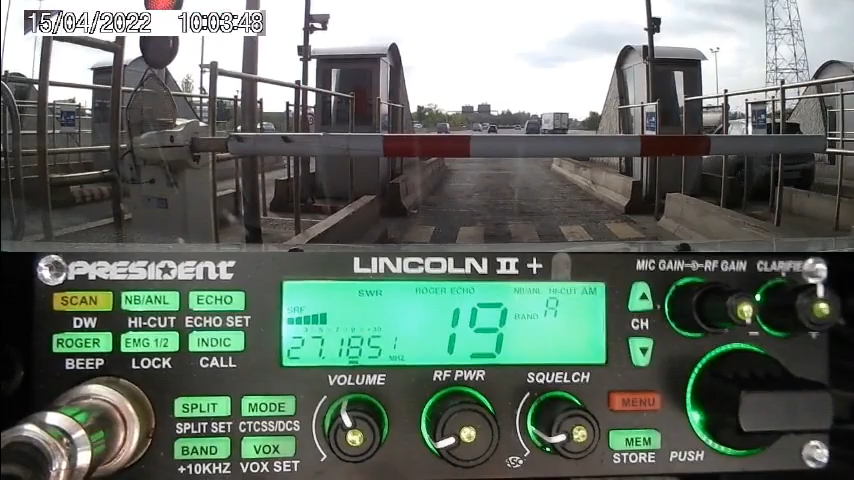 15/04/2022 10:03:48
PRESIDENT
LINCOLN II +
MIC GAIN RF GAIN CLARIFIER
SCAN NB/ANL ECHO
DW HI-CUT ECHO SET
ROGER EMG 1/2 INDIC
BEEP LOCK CALL
SWR ROGER ECHO NB/ANL HI-CUT AM
SRF
19
BAND A
27.185 MHZ
CH
VOLUME RF PWR SQUELCH
SPLIT MODE
SPLIT SET CTCSS/DCS
BAND VOX
+10KHZ VOX SET
MENU
MEM
STORE PUSH